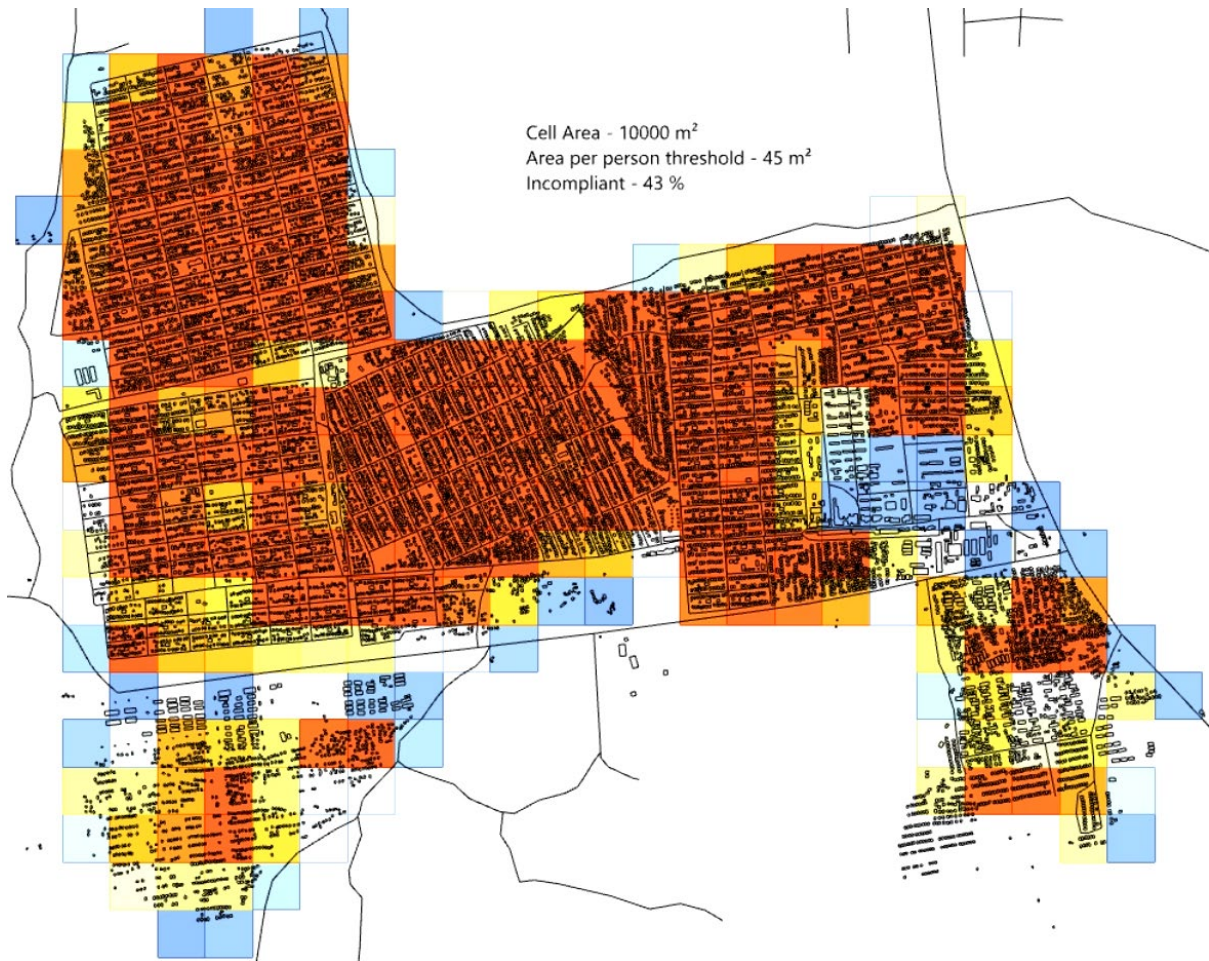 Cell Area - 10000 m²
Area per person threshold - 45 m²
Incompliant - 43 %